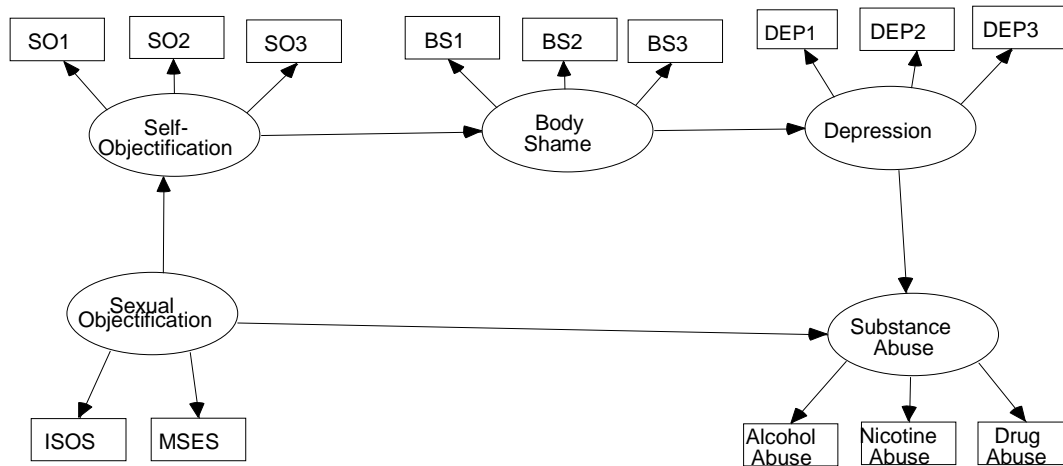 SO1
SO2
SO3
BS1
BS2
BS3
DEP1
DEP2
DEP3
Self-
Objectification
Body
Shame
Depression
Sexual
Objectification
Substance
Abuse
ISOS
MSES
Alcohol
Abuse
Nicotine
Abuse
Drug
Abuse